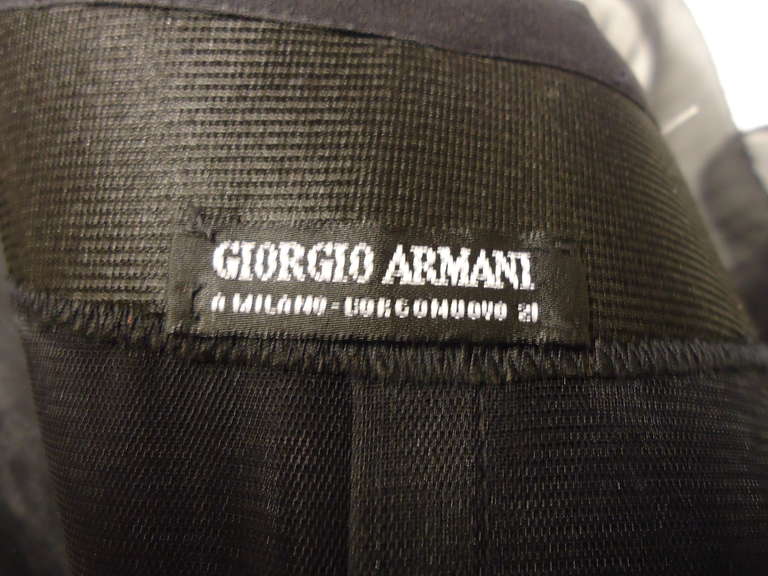 GIORGIO ARMANI
A MILANO - BORGONUOVO 21